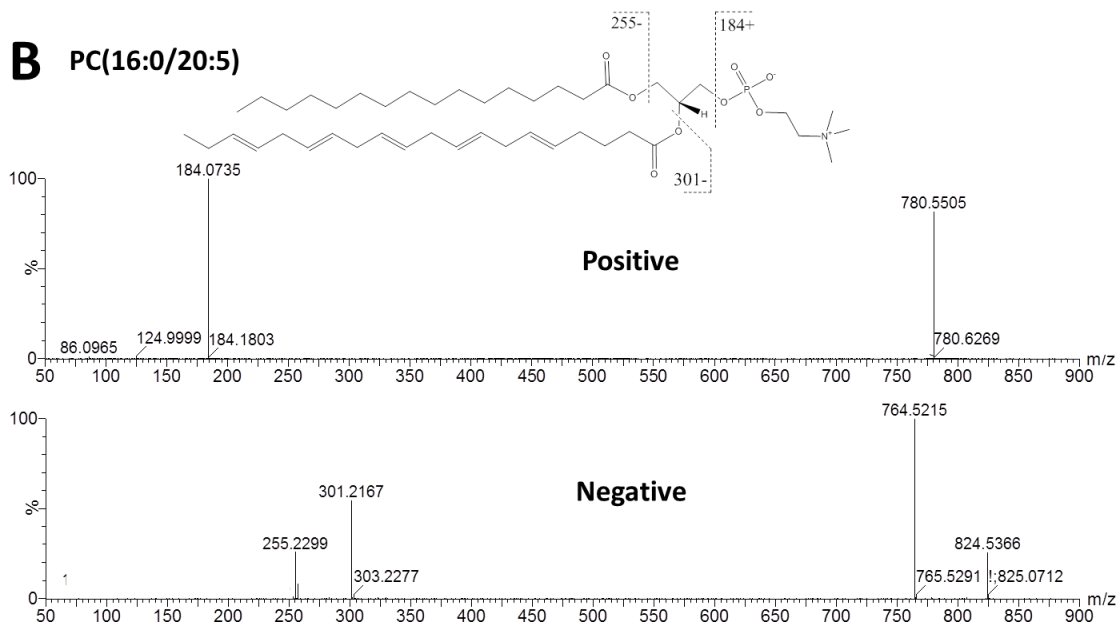 B PC(16:0/20:5)
255-
184+
O
O
O
P
O-
O
O
H
O
O
N+
301-
184.0735
100
780.5505
Positive
%
124.9999
184.1803
86.0965
780.6269
0
m/z
50 100 150 200 250 300 350 400 450 500 550 600 650 700 750 800 850 900
764.5215
100
301.2167
Negative
%
255.2299
824.5366
1
303.2277
765.5291
!;825.0712
0
m/z
50 100 150 200 250 300 350 400 450 500 550 600 650 700 750 800 850 900